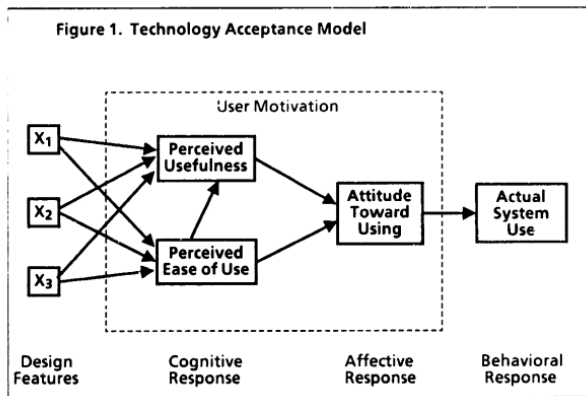 Figure 1. Technology Acceptance Model
User Motivation
X1
X2
X3
Perceived
Usefulness
Perceived
Ease of Use
Attitude
Toward
Using
Actual
System
Use
Design
Features
Cognitive
Response
Affective
Response
Behavioral
Response